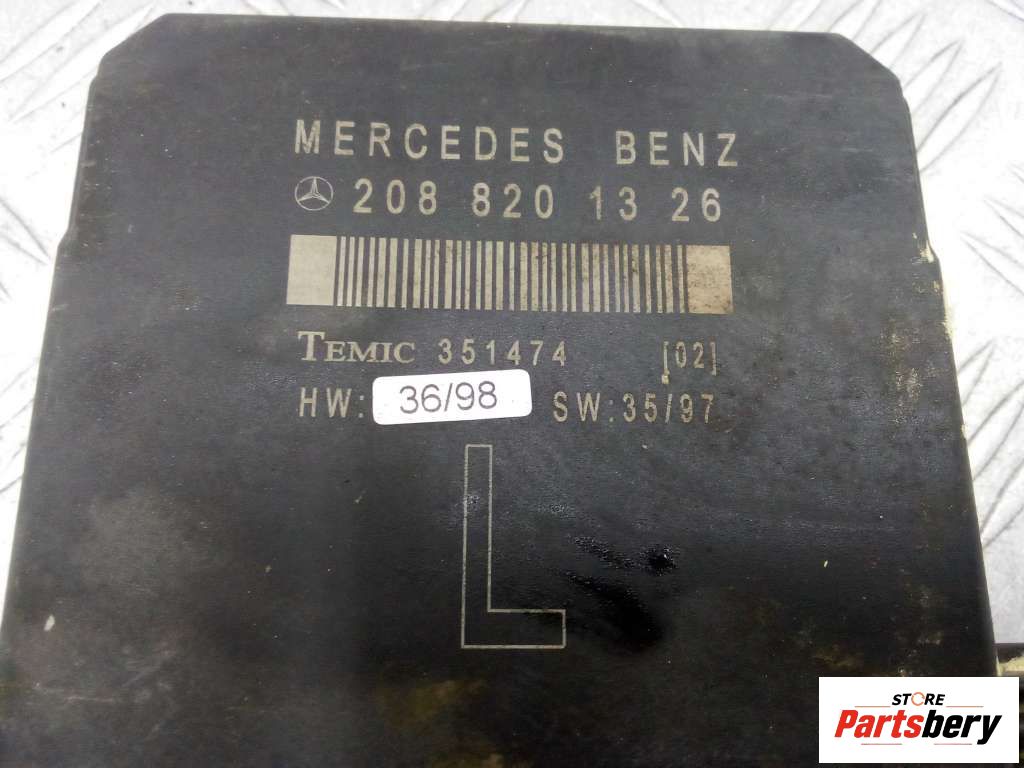 MERCEDES BENZ
208 820 13 26
TEMIC 351474 [02]
HW: 36/98 SW:35/97
L
STORE
Partsbery